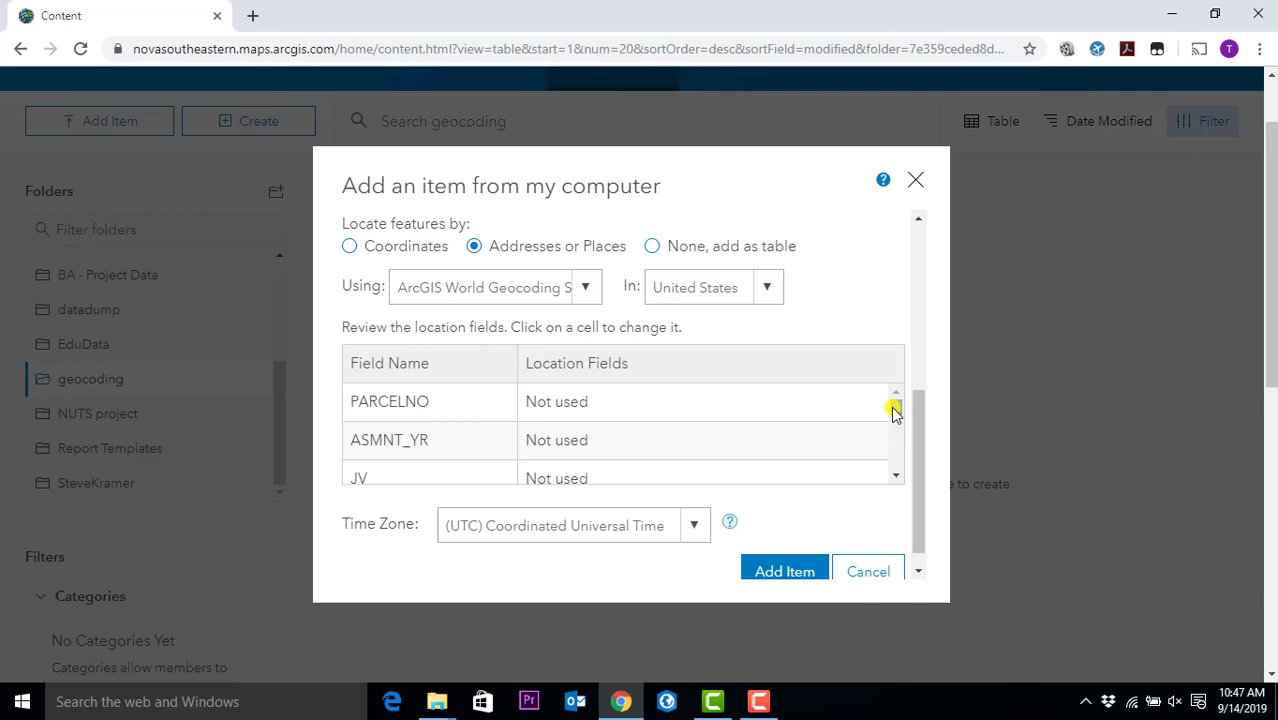 Content
novasoutheastern.maps.arcgis.com/home/content.html?view=table&start=1&num=20&sortOrder=desc&sortField=modified&folder=7e359ceded8d...
T
Add Item
Create
Search geocoding
Table
Date Modified
Filter
Folders
Filter folders
BA - Project Data
datadump
EduData
geocoding
NUTS project
Report Templates
SteveKramer
Filters
Categories
No Categories Yet
Categories allow members to
Add an item from my computer
Locate features by:
Coordinates
Addresses or Places
None, add as table
Using:
ArcGIS World Geocoding S
In:
United States
Review the location fields. Click on a cell to change it.
Field Name
Location Fields
PARCELNO
Not used
ASMNT_YR
Not used
JV
Not used
Time Zone:
(UTC) Coordinated Universal Time
Add Item
Cancel
e to create
Search the web and Windows
Pr
10:47 AM
9/14/2019